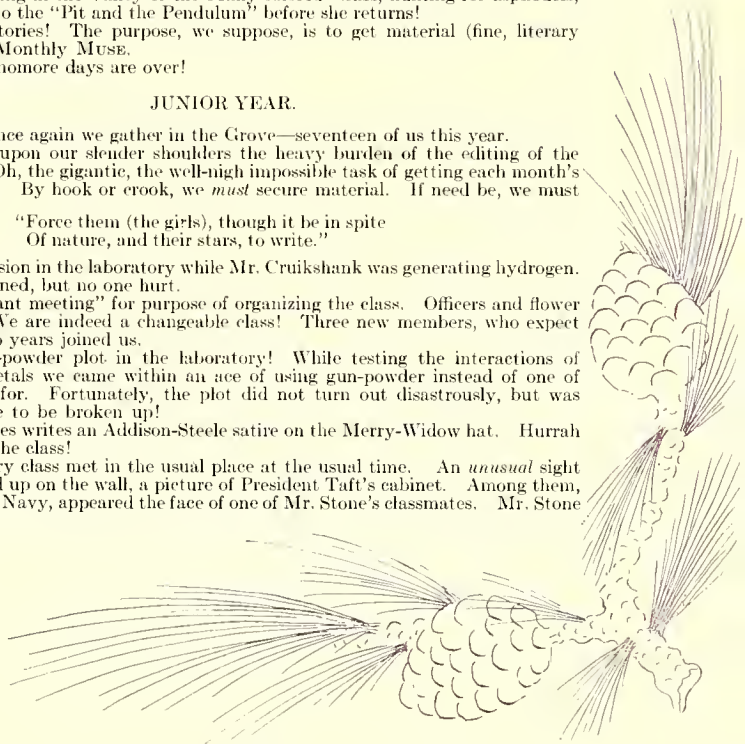 o the "Pit and the Pendulum" before she returns!
tories! The purpose, we suppose, is to get material (fine, literary
Monthly MUSE.
nomore days are over!
JUNIOR YEAR.
nce again we gather in the Grove—seventeen of us this year.
upon our slender shoulders the heavy burden of the editing of the
Oh, the gigantic, the well-nigh impossible task of getting each month's
By hook or crook, we must secure material. If need be, we must
"Force them (the girls), though it be in spite
Of nature, and their stars, to write."
sion in the laboratory while Mr. Cruikshank was generating hydrogen.
ned, but no one hurt.
ant meeting" for purpose of organizing the class. Officers and flower
We are indeed a changeable class! Three new members, who expect
years joined us.
-powder plot in the laboratory! While testing the interactions of
etals we came within an ace of using gun-powder instead of one of
for. Fortunately, the plot did not turn out disastrously, but was
e to be broken up!
es writes an Addison-Steele satire on the Merry-Widow hat. Hurrah
he class!
ry class met in the usual place at the usual time. An unusual sight
d up on the wall, a picture of President Taft's cabinet. Among them,
Navy, appeared the face of one of Mr. Stone's classmates. Mr. Stone